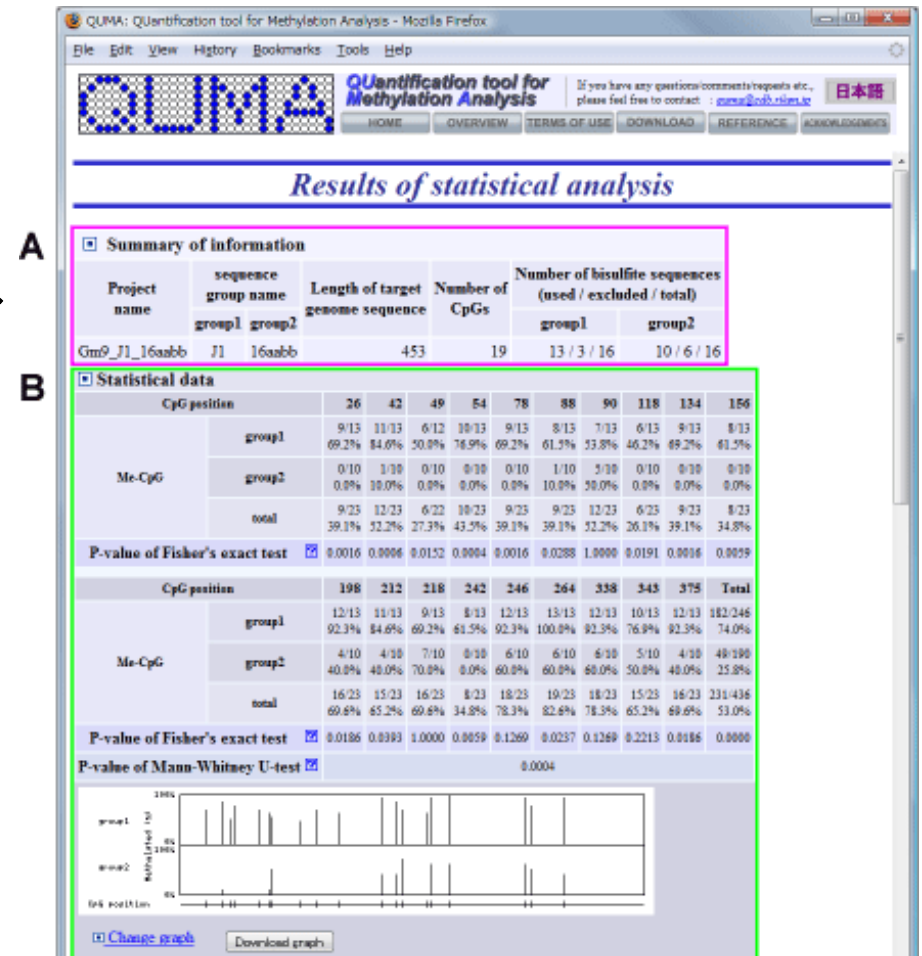 QUMA: QUantification tool for Methylation Analysis - Mozilla Firefox
File Edit View History Bookmarks Tools Help
QUMA
QUantification tool for
Methylation Analysis
If you have any questions/comments/requests etc.,
please feel free to contact :
日本語
HOME OVERVIEW TERMS OF USE DOWNLOAD REFERENCE ACKNOWLEDGEMENTS
Results of statistical analysis
A
Summary of information
Project name
sequence group name
Length of target genome sequence
Number of CpGs
Number of bisulfite sequences (used / excluded / total)
group1 group2 group1 group2
Gm9_J1_16aabb J1 16aabb 453 19 13 / 3 / 16 10 / 6 / 16
B
Statistical data
CpG position 26 42 49 54 78 88 90 118 134 156
Me-CpG
group1 9/13 11/13 6/12 10/13 9/13 8/13 7/13 6/13 9/13 8/13
69.2% 84.6% 50.0% 76.9% 69.2% 61.5% 53.8% 46.2% 69.2% 61.5%
group2 0/10 1/10 0/10 0/10 0/10 1/10 5/10 0/10 0/10 0/10
0.0% 10.0% 0.0% 0.0% 0.0% 10.0% 50.0% 0.0% 0.0% 0.0%
total 9/23 12/23 6/22 10/23 9/23 9/23 12/23 6/23 9/23 8/23
39.1% 52.2% 27.3% 43.5% 39.1% 39.1% 52.2% 26.1% 39.1% 34.8%
P-value of Fisher's exact test 0.0016 0.0006 0.0152 0.0004 0.0016 0.0288 1.0000 0.0191 0.0016 0.0059
CpG position 198 212 218 242 246 264 338 343 375 Total
Me-CpG
group1 12/13 11/13 9/13 8/13 12/13 13/13 12/13 10/13 12/13 182/246
92.3% 84.6% 69.2% 61.5% 92.3% 100.0% 92.3% 76.9% 92.3% 74.0%
group2 4/10 4/10 7/10 0/10 6/10 6/10 6/10 5/10 4/10 49/190
40.0% 40.0% 70.0% 0.0% 60.0% 60.0% 60.0% 50.0% 40.0% 25.8%
total 16/23 15/23 16/23 8/23 18/23 19/23 18/23 15/23 16/23 231/436
69.6% 65.2% 69.6% 34.8% 78.3% 82.6% 78.3% 65.2% 69.6% 53.0%
P-value of Fisher's exact test 0.0186 0.0393 1.0000 0.0059 0.1269 0.0237 0.1269 0.2213 0.0186 0.0000
P-value of Mann-Whitney U-test 0.0004
100%
group1
0%
100%
group2
0%
CpG position
Change graph
Download graph